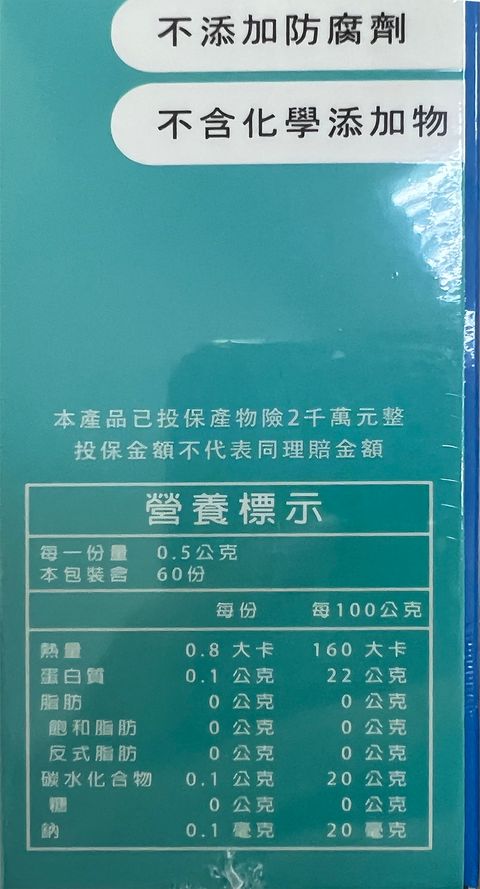 不添加防腐劑
不含化學添加物
本產品已投保產物險2千萬元整
投保金額不代表同理賠金額
營養標示
每一份量 0.5公克
本包裝含 60份
每份 每100公克
熱量 0.8 大卡 160 大卡
蛋白質 0.1 公克 22 公克
脂肪 0 公克 0 公克
飽和脂肪 0 公克 0 公克
反式脂肪 0 公克 0 公克
碳水化合物 0.1 公克 20 公克
糖 0 公克 0 公克
鈉 0.1 毫克 20 毫克